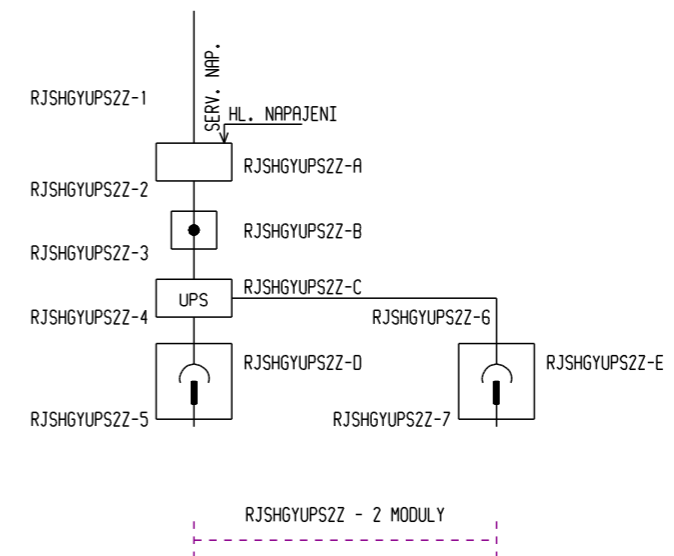 SERV. NAP.
RJSHGYUPS2Z-1
HL. NAPAJENI
RJSHGYUPS2Z-A
RJSHGYUPS2Z-2
RJSHGYUPS2Z-B
RJSHGYUPS2Z-3
RJSHGYUPS2Z-C
UPS
RJSHGYUPS2Z-4
RJSHGYUPS2Z-6
RJSHGYUPS2Z-D
RJSHGYUPS2Z-E
RJSHGYUPS2Z-5
RJSHGYUPS2Z-7
RJSHGYUPS2Z - 2 MODULY